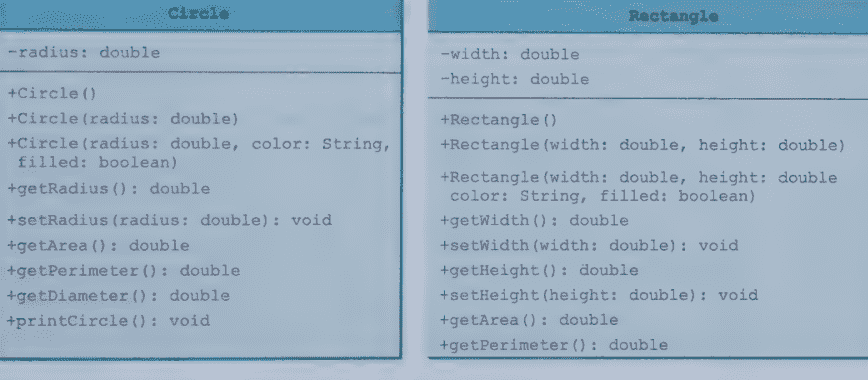 Circle
-radius: double
+Circle()
+Circle(radius: double)
+Circle(radius: double, color: String,
filled: boolean)
+getRadius(): double
+setRadius(radius: double): void
+getArea(): double
+getPerimeter(): double
+getDiameter(): double
+printCircle(): void
Rectangle
-width: double
-height: double
+Rectangle()
+Rectangle(width: double, height: double)
+Rectangle(width: double, height: double
color: String, filled: boolean)
+getWidth(): double
+setWidth(width: double): void
+getHeight(): double
+setHeight(height: double): void
+getArea(): double
+getPerimeter(): double